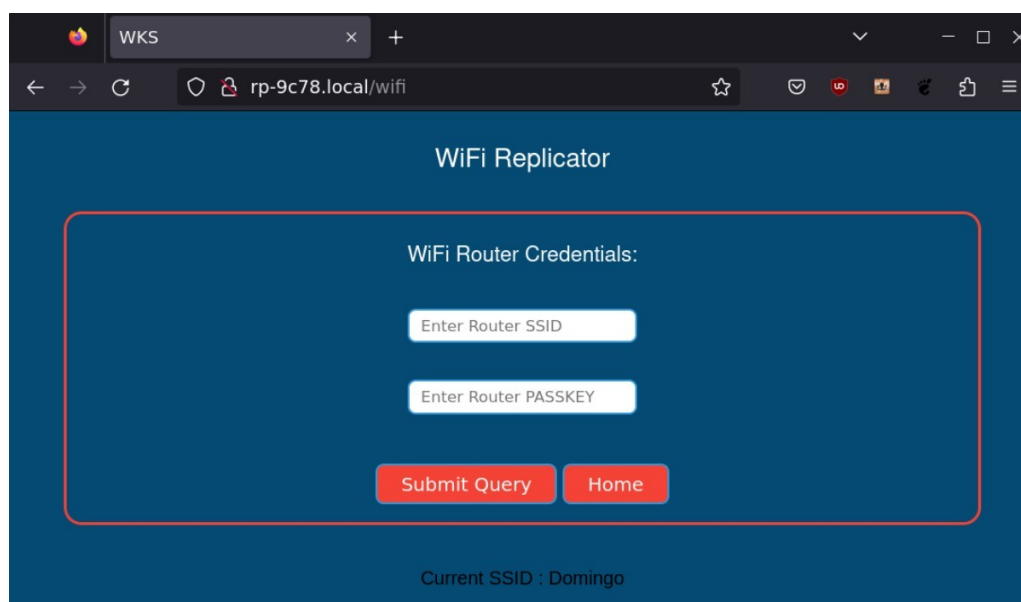 WKS
rp-9c78.local/wifi
WiFi Replicator
WiFi Router Credentials:
Enter Router SSID
Enter Router PASSKEY
Submit Query Home
Current SSID : Domingo